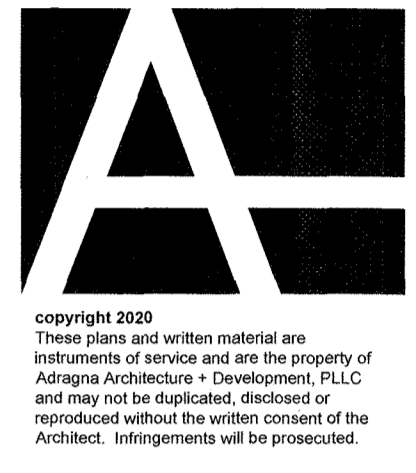 A
copyright 2020
These plans and written material are
instruments of service and are the property of
Adragna Architecture + Development, PLLC
and may not be duplicated, disclosed or
reproduced without the written consent of the
Architect.  Infringements will be prosecuted.